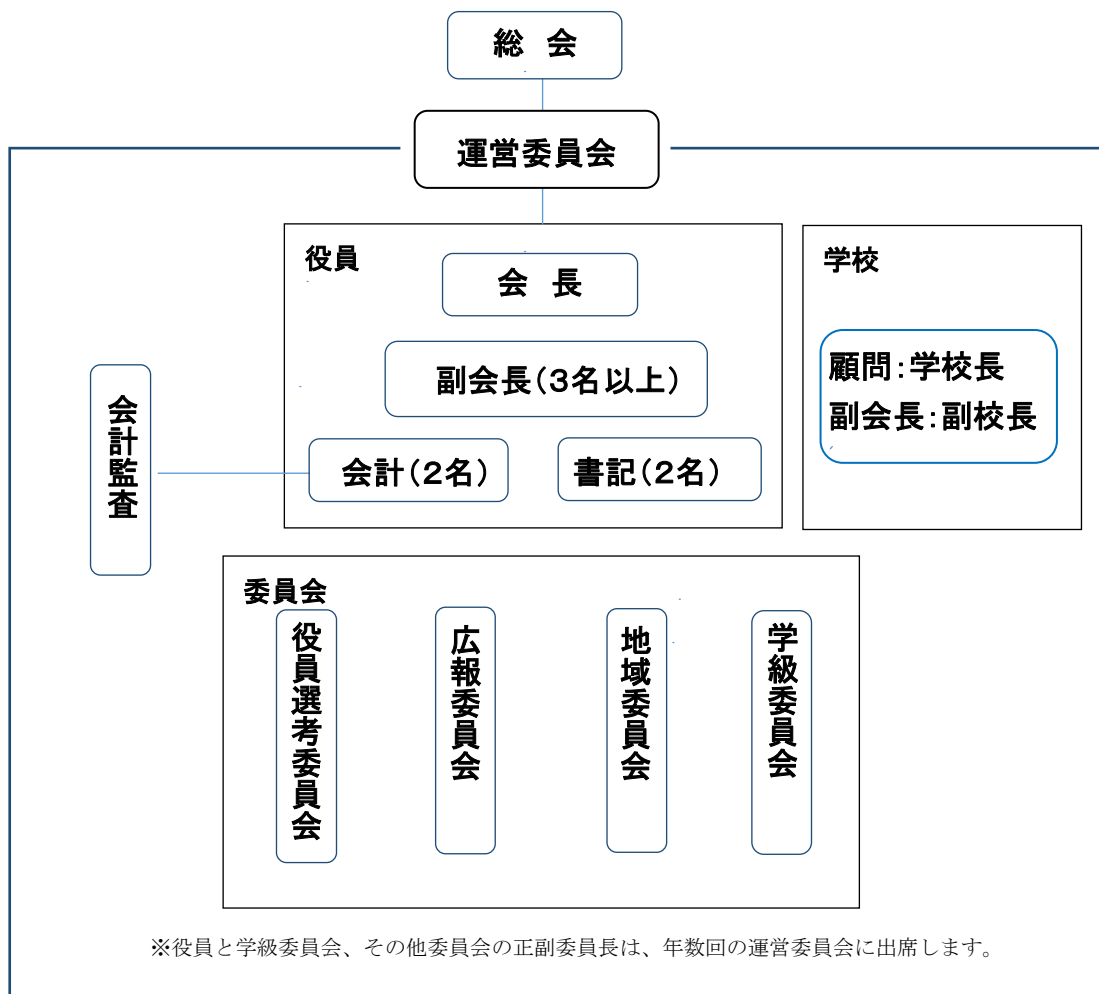 総 会
運営委員会
役員
会 長
副会長(3名以上)
会計(2名)
書記(2名)
学校
顧問:学校長
副会長:副校長
会計監査
委員会
役員選考委員会
広報委員会
地域委員会
学級委員会
※役員と学級委員会、その他委員会の正副委員長は、年数回の運営委員会に出席します。